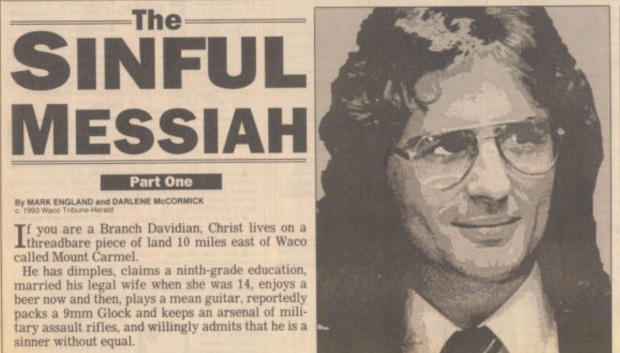 The
SINFUL
MESSIAH
Part One
By MARK ENGLAND and DARLENE McCORMICK
c. 1993 Waco Tribune-Herald
If you are a Branch Davidian, Christ lives on a
threadbare piece of land 10 miles east of Waco
called Mount Carmel.
He has dimples, claims a ninth-grade education,
married his legal wife when she was 14, enjoys a
beer now and then, plays a mean guitar, reportedly
packs a 9mm Glock and keeps an arsenal of mili-
tary assault rifles, and willingly admits that he is a
sinner without equal.